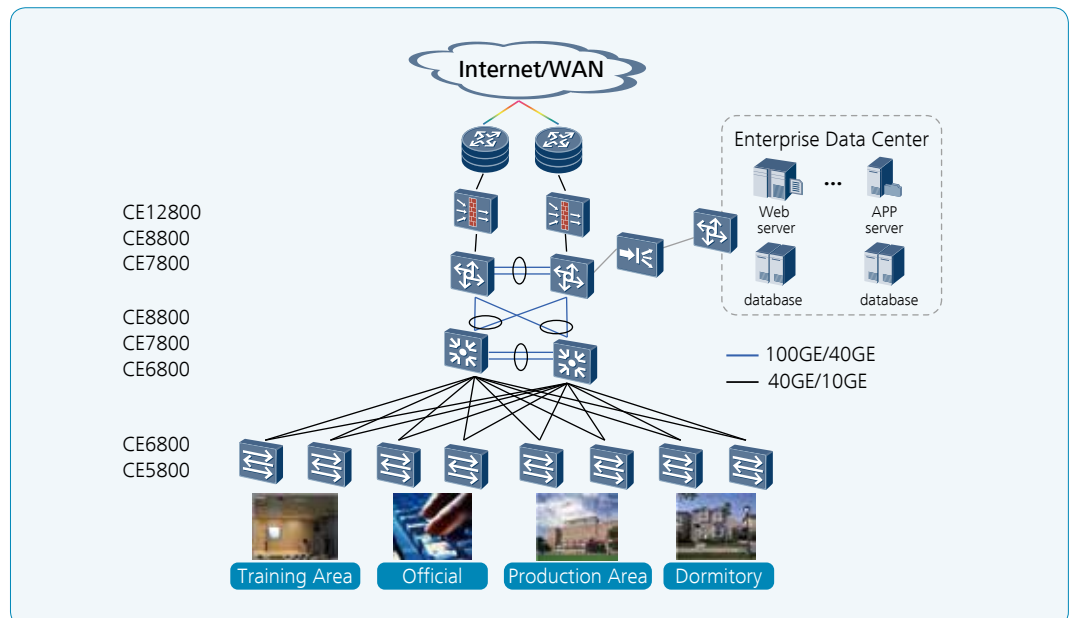 Internet/WAN
Enterprise Data Center
...
Web
server
APP
server
database
database
CE12800
CE8800
CE7800
CE8800
CE7800
CE6800
100GE/40GE
40GE/10GE
CE6800
CE5800
Training Area
Official
Production Area
Dormitory